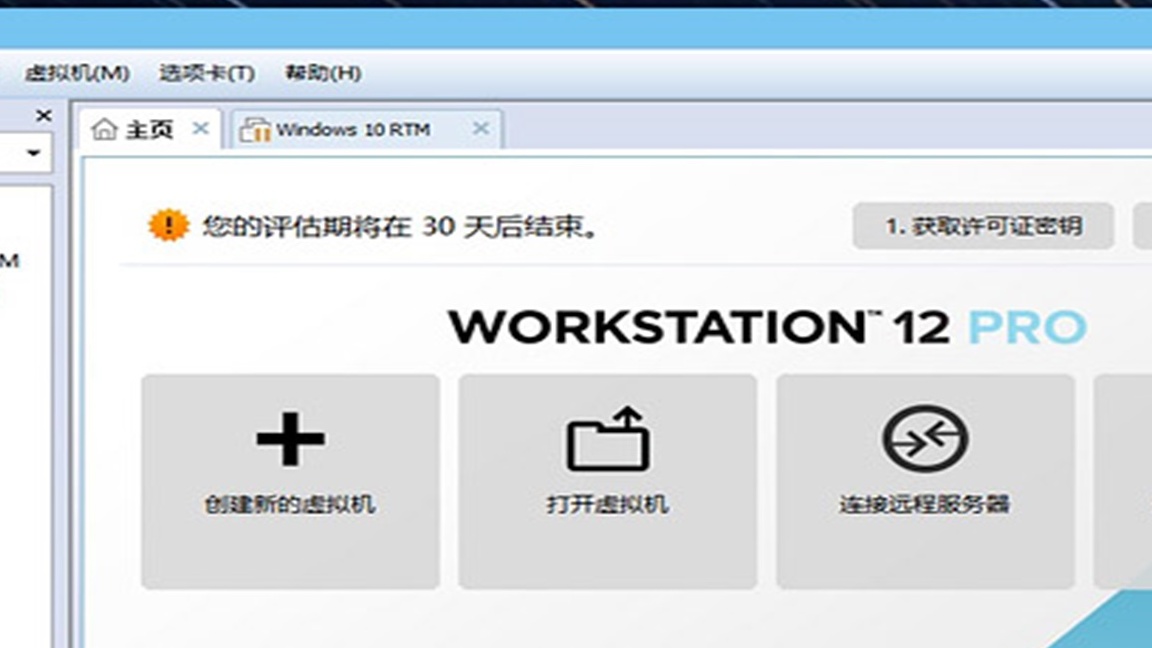 虚拟机(M) 选项卡(T) 帮助(H)
主页 Windows 10 RTM
您的评估期将在 30 天后结束。 1. 获取许可证密钥
M
WORKSTATION™ 12 PRO
创建新的虚拟机 打开虚拟机 连接远程服务器